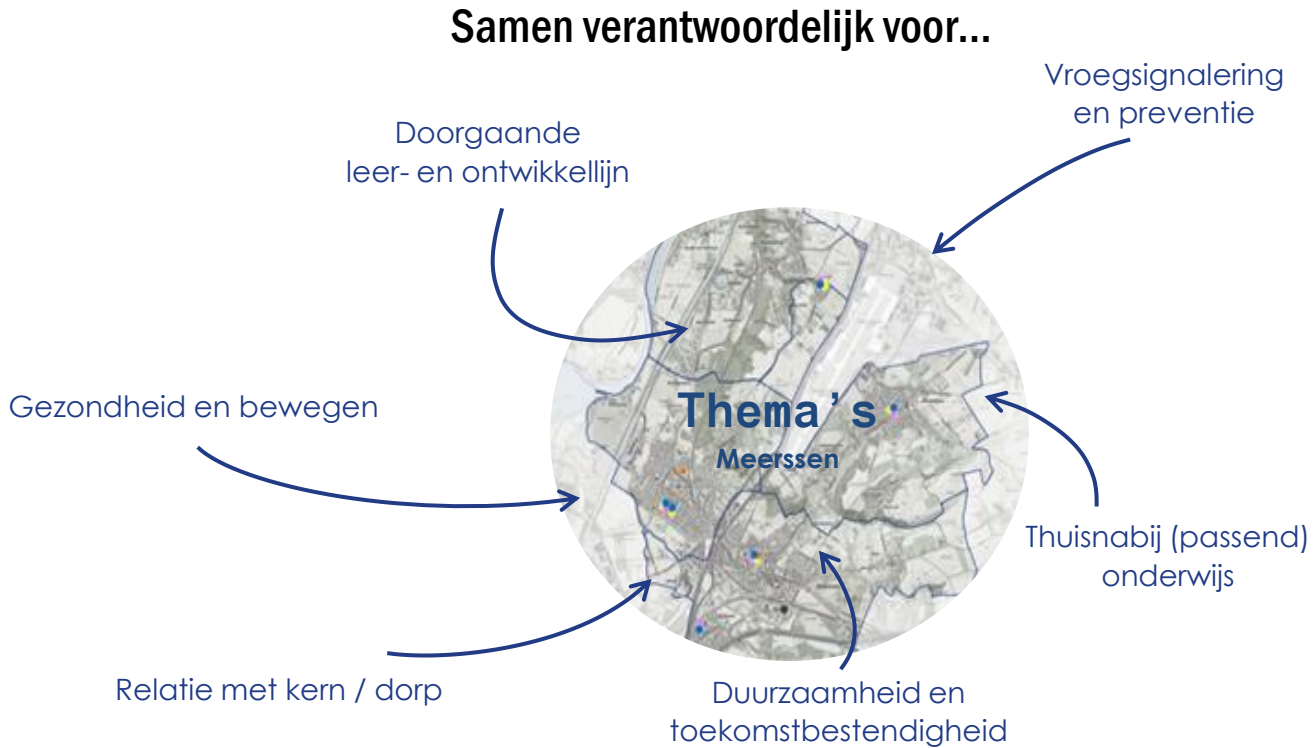 Samen verantwoordelijk voor...
Vroegsignalering
en preventie
Doorgaande
leer- en ontwikkellijn
Gezondheid en bewegen
Thema's
Meerssen
Thuisnabij (passend)
onderwijs
Relatie met kern / dorp
Duurzaamheid en
toekomstbestendigheid